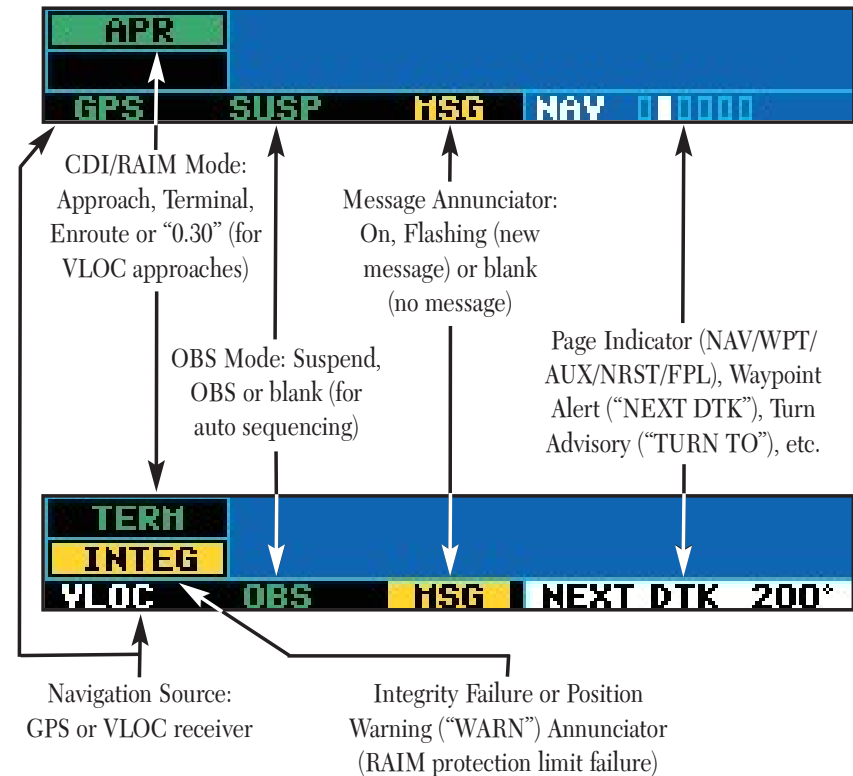 APR
GPS SUSP MSG NAV
CDI/RAIM Mode:
Approach, Terminal,
Enroute or “0.30” (for
VLOC approaches)
Message Annunciator:
On, Flashing (new
message) or blank
(no message)
OBS Mode: Suspend,
OBS or blank (for
auto sequencing)
Page Indicator (NAV/WPT/
AUX/NRST/FPL), Waypoint
Alert (“NEXT DTK”), Turn
Advisory (“TURN TO”), etc.
TERM
INTEG
VLOC OBS MSG NEXT DTK 200°
Navigation Source:
GPS or VLOC receiver
Integrity Failure or Position
Warning (“WARN”) Annunciator
(RAIM protection limit failure)